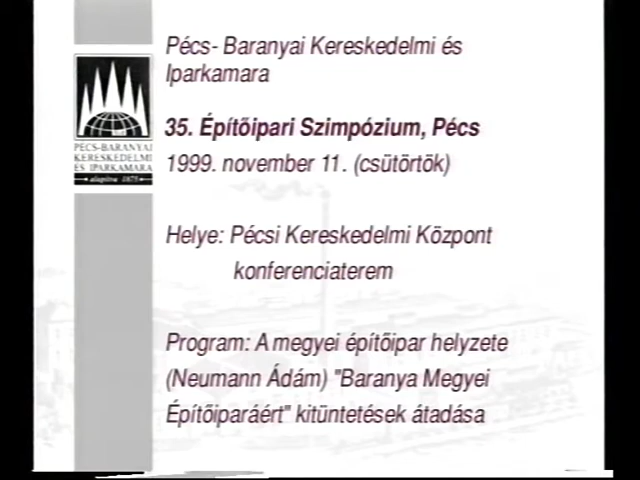 Pécs- Baranyai Kereskedelmi és
Iparkamara
PÉCS-BARANYAI
KERESKEDELMI
ÉS IPARKAMARA
alapítva 1875
35. Építőipari Szimpózium, Pécs
1999. november 11. (csütörtök)
Helye: Pécsi Kereskedelmi Központ
konferenciaterem
Program: A megyei építőipar helyzete
(Neumann Ádám) "Baranya Megyei
Építőiparáért" kitüntetések átadása